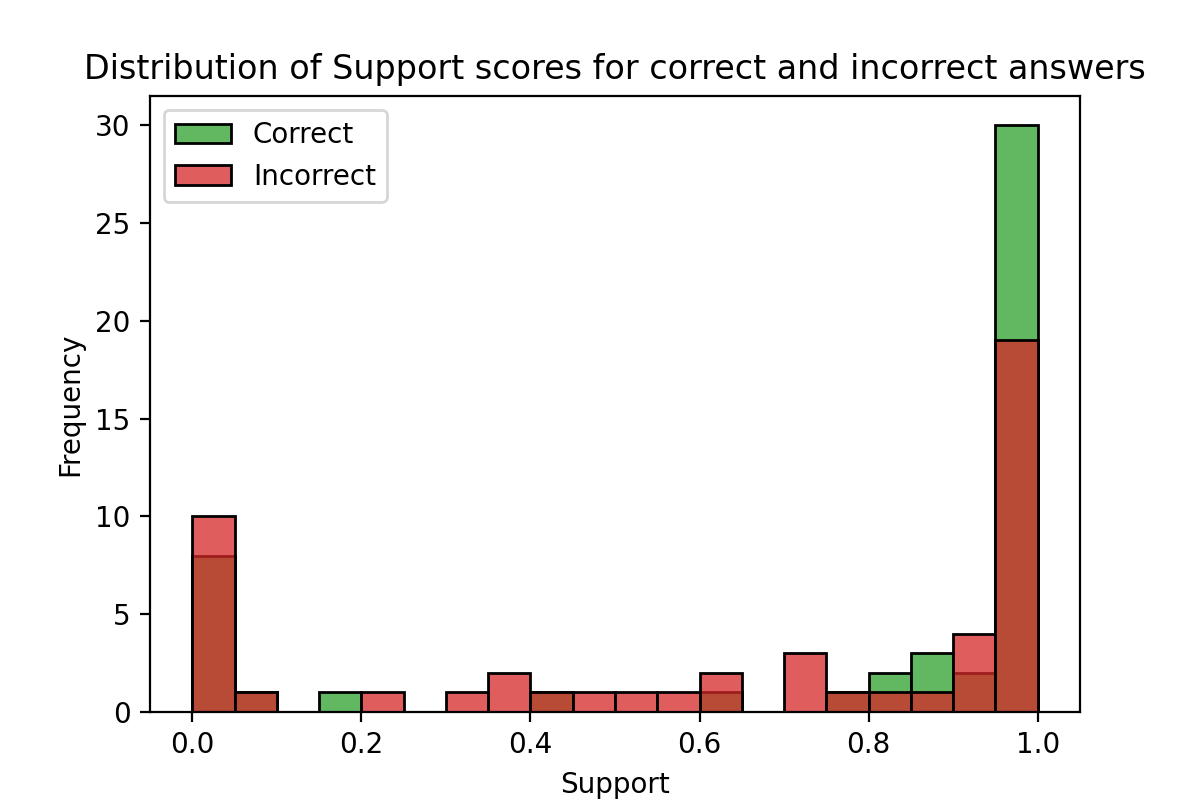 Distribution of Support scores for correct and incorrect answers
Correct
Incorrect
30
25
20
15
10
5
0
Frequency
0.0 0.2 0.4 0.6 0.8 1.0
Support